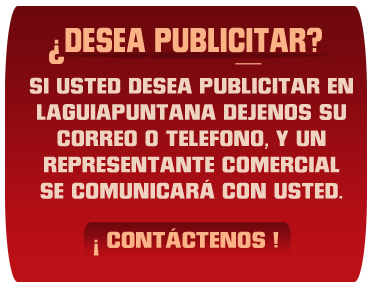 ¿DESEA PUBLICITAR?
SI USTED DESEA PUBLICITAR EN
LAGUIAPUNTANA DEJENOS SU
CORREO O TELEFONO, Y UN
REPRESENTANTE COMERCIAL
SE COMUNICARÁ CON USTED.
¡ CONTÁCTENOS !